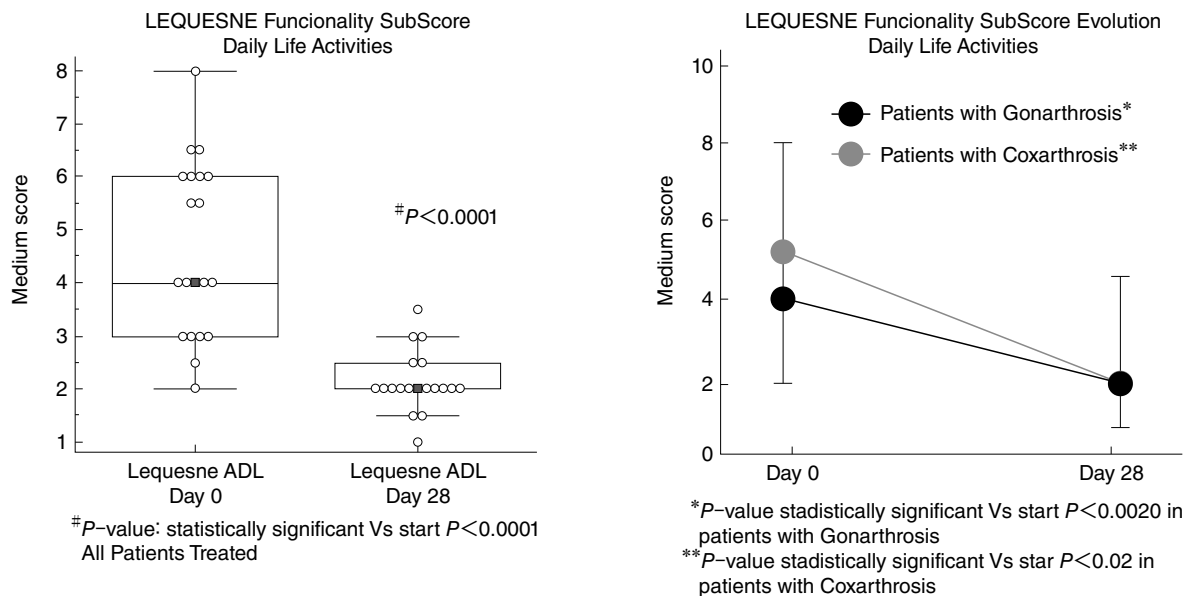 LEQUESNE Funcionality SubScore
Daily Life Activities
Medium score
8
7
6
5
4
3
2
1
#P<0.0001
Lequesne ADL
Day 0
Lequesne ADL
Day 28
#P–value: statistically significant Vs start P<0.0001
All Patients Treated
LEQUESNE Funcionality SubScore Evolution
Daily Life Activities
Medium score
10
8
6
4
2
0
Patients with Gonarthrosis*
Patients with Coxarthrosis**
Day 0
Day 28
*P–value stadistically significant Vs start P<0.0020 in
patients with Gonarthrosis
**P–value stadistically significant Vs star P<0.02 in
patients with Coxarthrosis